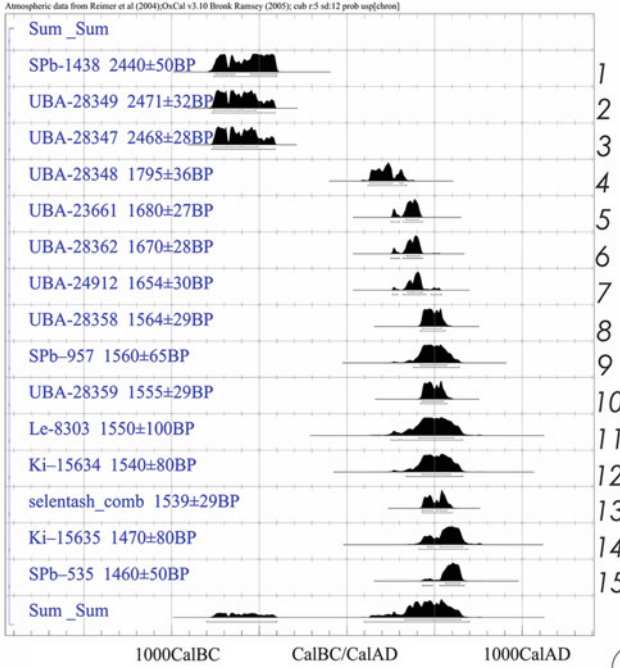 Atmospheric data from Reimer et al (2004);OxCal v3.10 Bronk Ramsey (2005); cub r:5 sd:12 prob usp[chron]
Sum _Sum
SPb-1438 2440±50BP 1
UBA-28349 2471±32BP 2
UBA-28347 2468±28BP 3
UBA-28348 1795±36BP 4
UBA-23661 1680±27BP 5
UBA-28362 1670±28BP 6
UBA-24912 1654±30BP 7
UBA-28358 1564±29BP 8
SPb–957 1560±65BP 9
UBA-28359 1555±29BP 10
Le-8303 1550±100BP 11
Ki–15634 1540±80BP 12
selentash_comb 1539±29BP 13
Ki–15635 1470±80BP 14
SPb–535 1460±50BP 15
Sum _Sum
1000CalBC CalBC/CalAD 1000CalAD